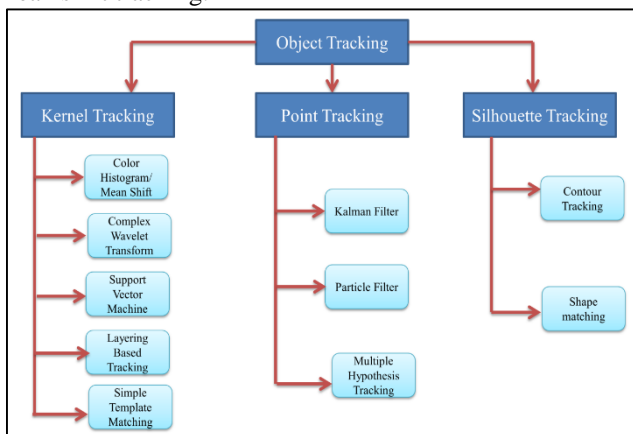 Object Tracking
Kernel Tracking
Point Tracking
Silhouette Tracking
Color
Histogram/
Mean Shift
Complex
Wavelet
Transform
Support
Vector
Machine
Layering
Based
Tracking
Simple
Template
Matching
Kalman Filter
Particle Filter
Multiple
Hypothesis
Tracking
Contour
Tracking
Shape
matching